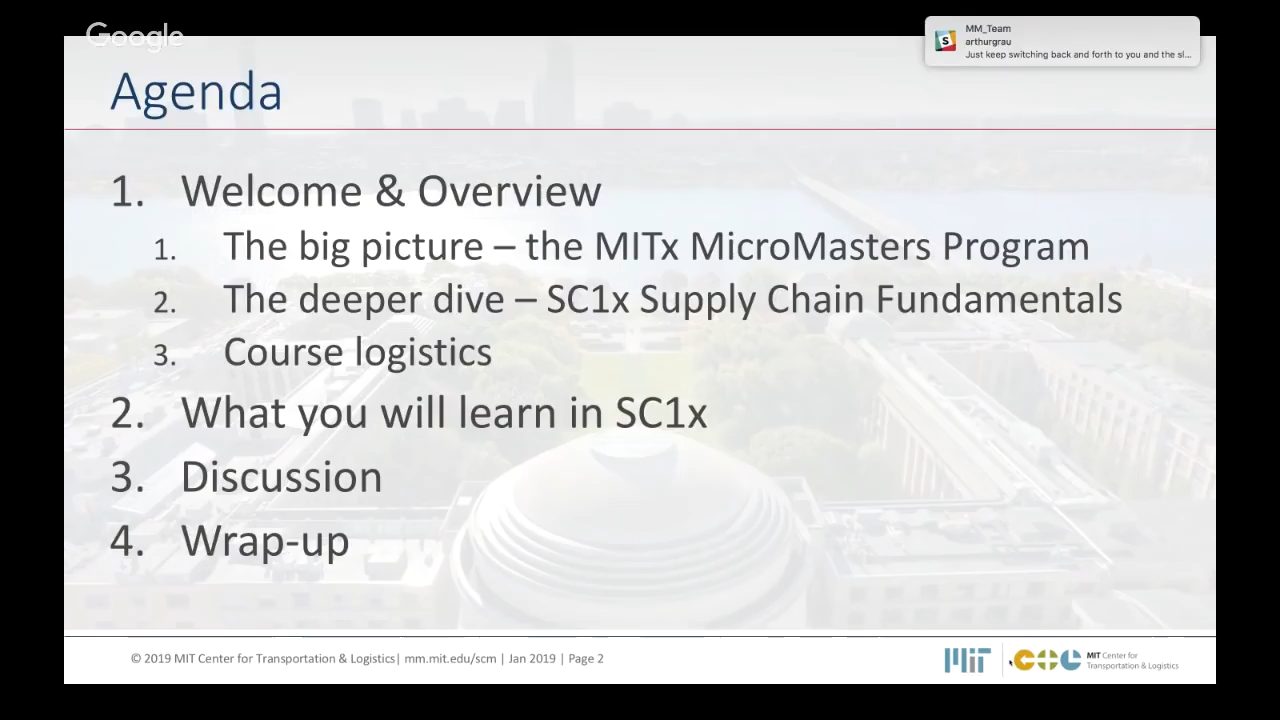 Google
MM_Team
arthurgrau
Just keep switching back and forth to you and the sl...
Agenda
1. Welcome & Overview
1. The big picture – the MITx MicroMasters Program
2. The deeper dive – SC1x Supply Chain Fundamentals
3. Course logistics
2. What you will learn in SC1x
3. Discussion
4. Wrap-up
© 2019 MIT Center for Transportation & Logistics| mm.mit.edu/scm | Jan 2019 | Page 2
MIT CTL MIT Center for
Transportation & Logistics